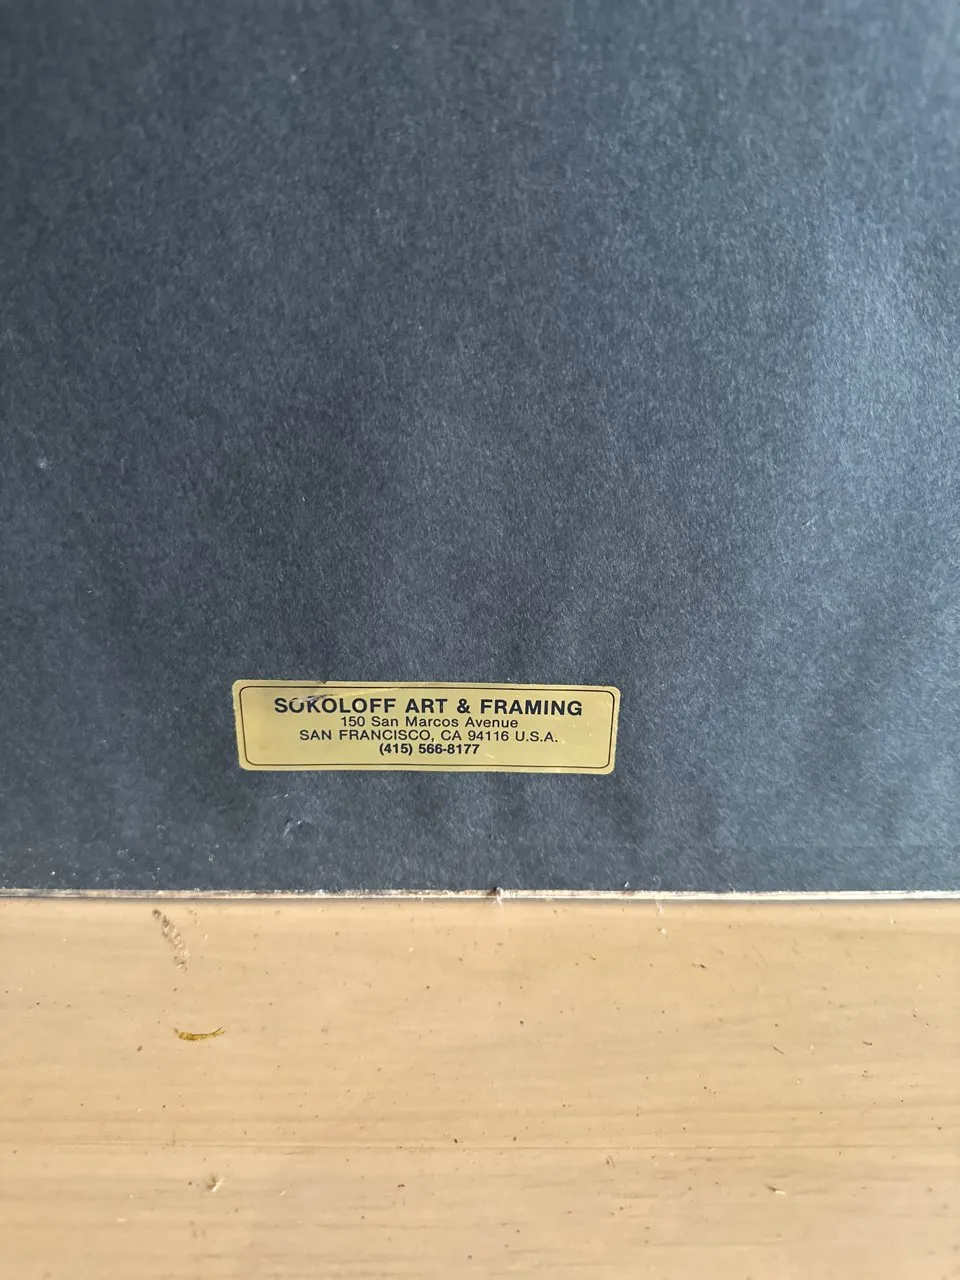 SOKOLOFF ART & FRAMING
150 San Marcos Avenue
SAN FRANCISCO, CA 94116 U.S.A.
(415) 566-8177